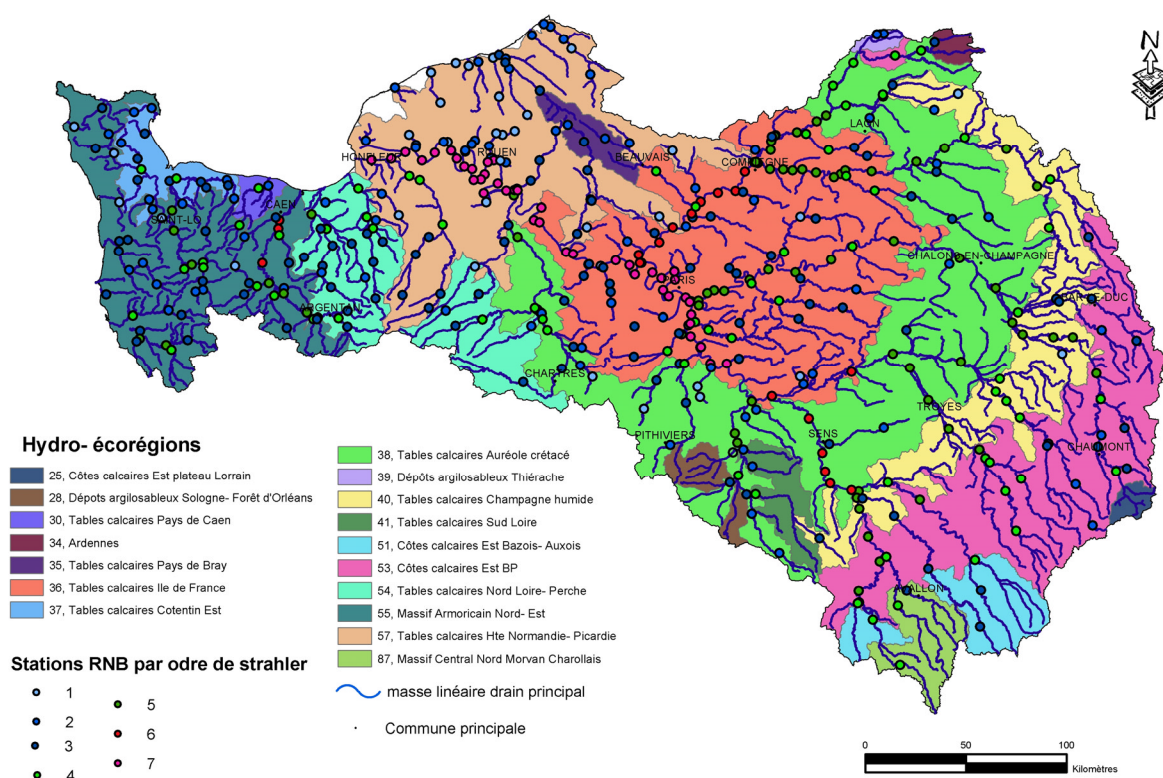 N
LAON
HONFLEUR
ROUEN
BEAUVAIS
COMPIEGNE
CAEN
SAINT-LO
CHALONS-EN-CHAMPAGNE
PARIS
BAR-LE-DUC
ARGENTAN
CHARTRES
TROYES
PITHIVIERS
SENS
CHAUMONT
AVALLON
Hydro- écorégions
25, Côtes calcaires Est plateau Lorrain
28, Dépots argilosableux Sologne- Forêt d'Orléans
30, Tables calcaires Pays de Caen
34, Ardennes
35, Tables calcaires Pays de Bray
36, Tables calcaires Ile de France
37, Tables calcaires Cotentin Est
38, Tables calcaires Auréole crétacé
39, Dépôts argilosableux Thiérache
40, Tables calcaires Champagne humide
41, Tables calcaires Sud Loire
51, Côtes calcaires Est Bazois- Auxois
53, Côtes calcaires Est BP
54, Tables calcaires Nord Loire- Perche
55, Massif Armoricain Nord- Est
57, Tables calcaires Hte Normandie- Picardie
87, Massif Central Nord Morvan Charollais
masse linéaire drain principal
Commune principale
Stations RNB par odre de strahler
1
2
3
4
5
6
7
0 50 100
Kilomètres